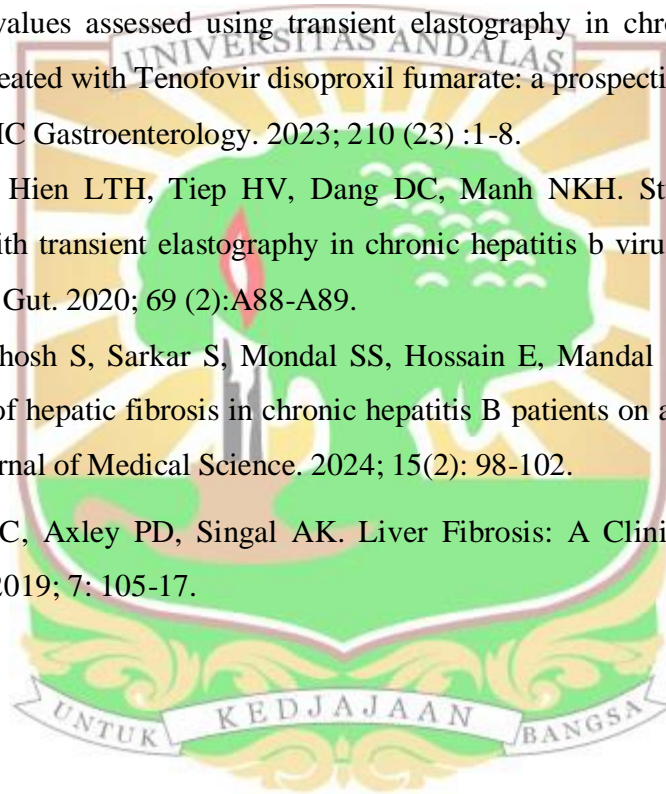 values assessed using transient elastography in chr
UNIVERSITAS ANDALAS
eated with Tenofovir disoproxil fumarate: a prospecti
IC Gastroenterology. 2023; 210 (23) :1-8.
Hien LTH, Tiep HV, Dang DC, Manh NKH. St
ith transient elastography in chronic hepatitis b viru
Gut. 2020; 69 (2):A88-A89.
hosh S, Sarkar S, Mondal SS, Hossain E, Mandal
of hepatic fibrosis in chronic hepatitis B patients on a
rnal of Medical Science. 2024; 15(2): 98-102.
C, Axley PD, Singal AK. Liver Fibrosis: A Clini
2019; 7: 105-17.
UNTUK KEDJAJAAN BANGSA